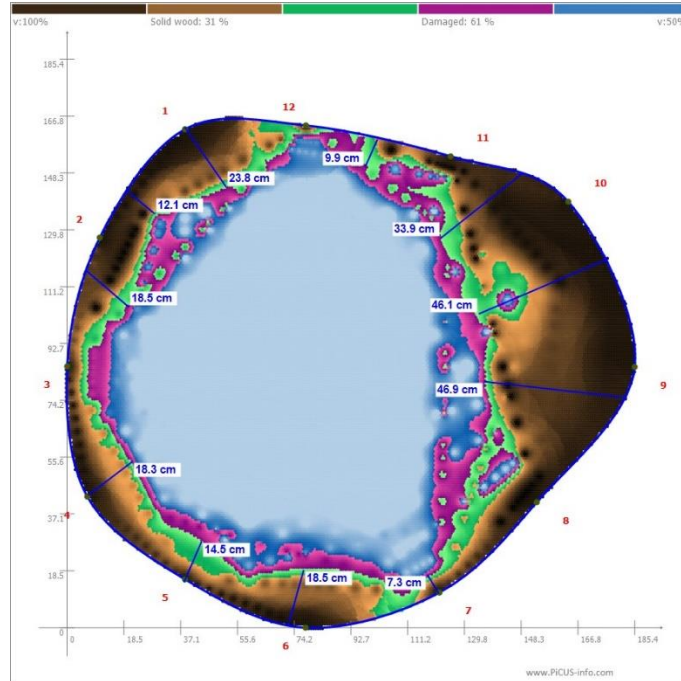 v:100% Solid wood: 31 % Damaged: 61 % v:50%
185.4
12
1
166.8
11
9.9 cm
148.3
23.8 cm
10
12.1 cm
2
129.8
33.9 cm
18.5 cm
111.2
46.1 cm
92.7
3
46.9 cm
9
74.2
55.6
18.3 cm
4
37.1
8
14.5 cm
18.5
18.5 cm
7.3 cm
5
7
0
6
0 18.5 37.1 55.6 74.2 92.7 111.2 129.8 148.3 166.8 185.4
www.PiCUS-info.com